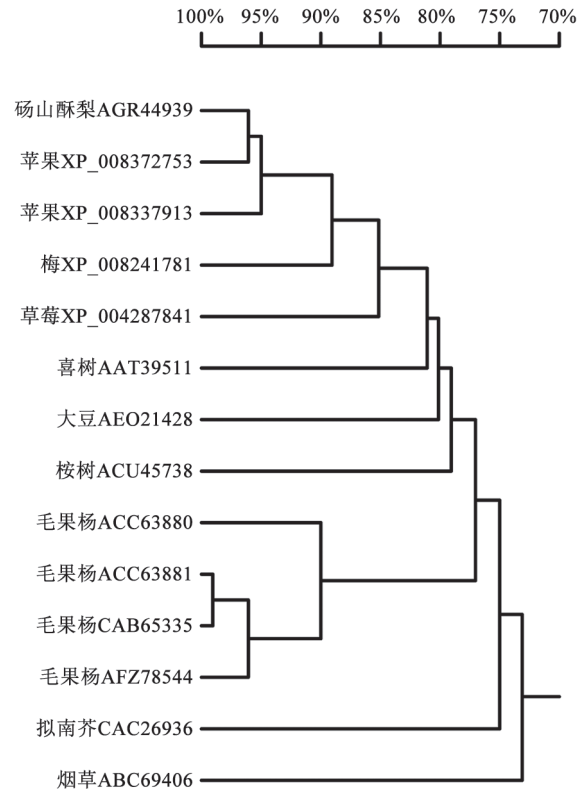 100% 95% 90% 85% 80% 75% 70%
砀山酥梨AGR44939
苹果XP_008372753
苹果XP_008337913
梅XP_008241781
草莓XP_004287841
喜树AAT39511
大豆AEO21428
桉树ACU45738
毛果杨ACC63880
毛果杨ACC63881
毛果杨CAB65335
毛果杨AFZ78544
拟南芥CAC26936
烟草ABC69406